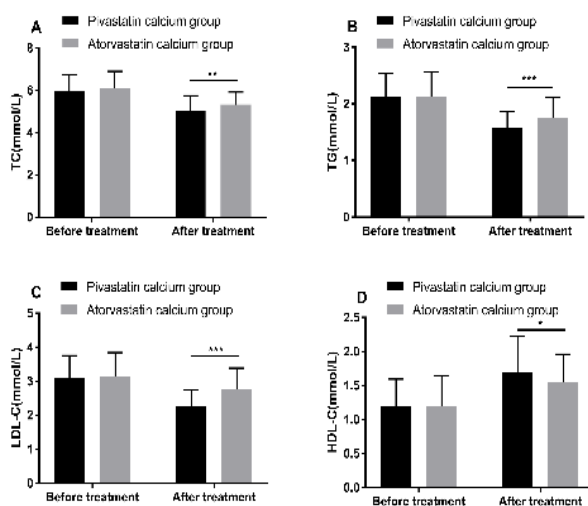 A
Pivastatin calcium group
Atorvastatin calcium group
TC(mmol/L)
8
6
4
2
0
**
Before treatment
After treatment
B
Pivastatin calcium group
Atorvastatin calcium group
TG(mmol/L)
3
2
1
0
***
Before treatment
After treatment
C
Pivastatin calcium group
Atorvastatin calcium group
LDL-C(mmol/L)
5
4
3
2
1
0
***
Before treatment
After treatment
D
Pivastatin calcium group
Atorvastatin calcium group
HDL-C(mmol/L)
2.5
2.0
1.5
1.0
0.5
0.0
*
Before treatment
After treatment